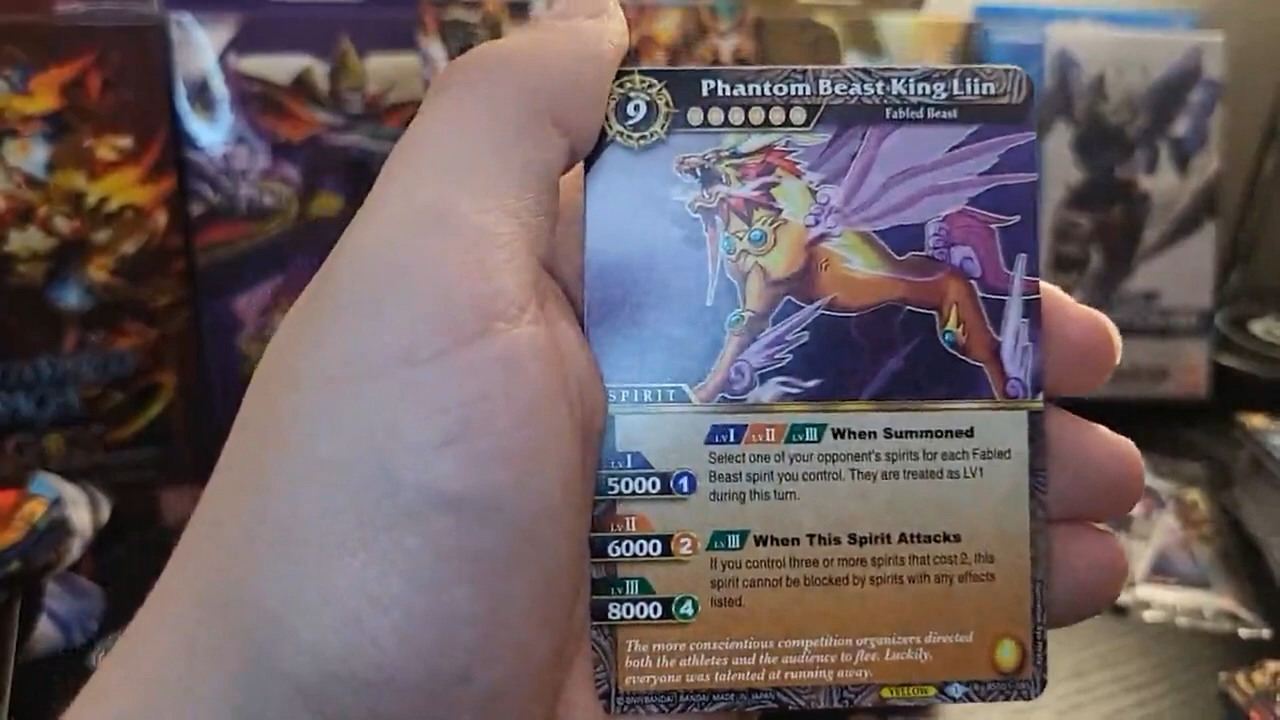 9
Phantom Beast King Liin
Fabled Beast
SPIRIT
LV I LV II LV III When Summoned
Select one of your opponent's spirits for each Fabled
Beast spirit you control. They are treated as LV1
during this turn.
LV I
5000 1
LV II
6000 2
LV III When This Spirit Attacks
If you control three or more spirits that cost 2, this
spirit cannot be blocked by spirits with any effects
listed.
LV III
8000 4
The more conscientious competition organizers directed
both the athletes and the audience to flee. Luckily,
everyone was talented at running away.
BANDAI MADE IN JAPAN
YELLOW